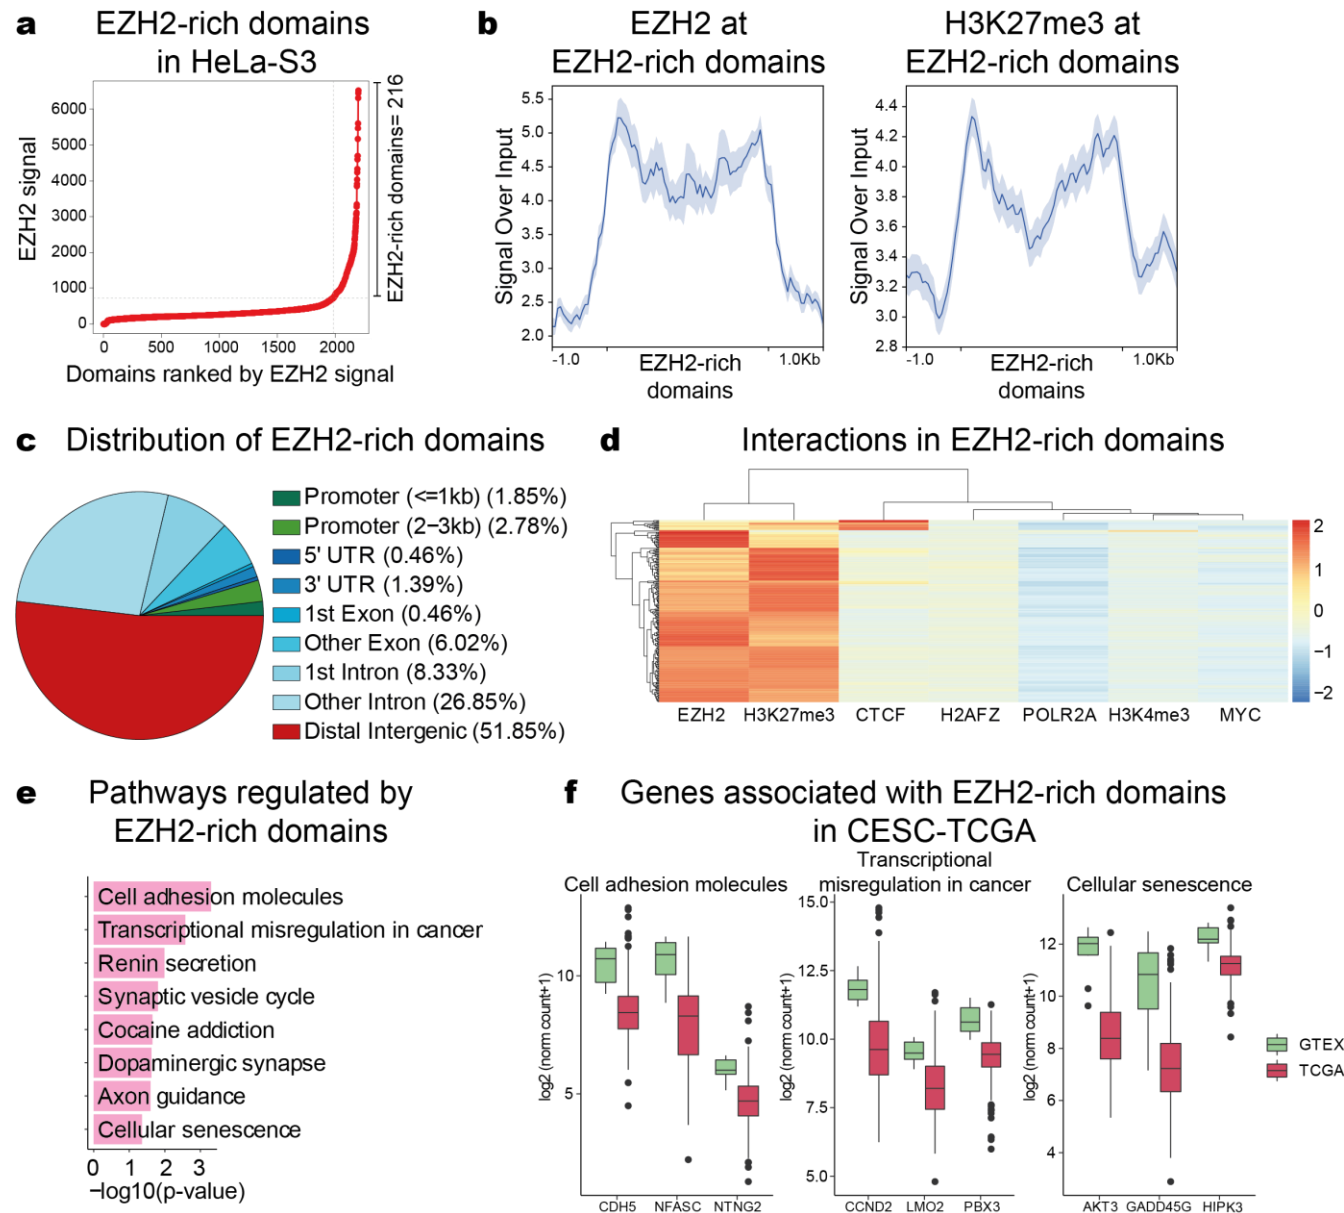 a EZH2-rich domains
in HeLa-S3
EZH2 signal
6000
5000
4000
3000
2000
1000
0
0 500 1000 1500 2000
Domains ranked by EZH2 signal
EZH2-rich domains= 216
b EZH2 at
EZH2-rich domains
Signal Over Input
5.5
5.0
4.5
4.0
3.5
3.0
2.5
2.0
-1.0 EZH2-rich 1.0Kb
domains
H3K27me3 at
EZH2-rich domains
Signal Over Input
4.4
4.2
4.0
3.8
3.6
3.4
3.2
3.0
2.8
-1.0 EZH2-rich 1.0Kb
domains
c Distribution of EZH2-rich domains
Promoter (<=1kb) (1.85%)
Promoter (2−3kb) (2.78%)
5' UTR (0.46%)
3' UTR (1.39%)
1st Exon (0.46%)
Other Exon (6.02%)
1st Intron (8.33%)
Other Intron (26.85%)
Distal Intergenic (51.85%)
d Interactions in EZH2-rich domains
2
1
0
−1
−2
EZH2 H3K27me3 CTCF H2AFZ POLR2A H3K4me3 MYC
e Pathways regulated by
EZH2-rich domains
Cell adhesion molecules
Transcriptional misregulation in cancer
Renin secretion
Synaptic vesicle cycle
Cocaine addiction
Dopaminergic synapse
Axon guidance
Cellular senescence
0 1 2 3
−log10(p-value)
f Genes associated with EZH2-rich domains
in CESC-TCGA
Cell adhesion molecules
log2 (norm count+1)
10
5
CDH5 NFASC NTNG2
Transcriptional
misregulation in cancer
log2 (norm count+1)
15.0
12.5
10.0
7.5
5.0
CCND2 LMO2 PBX3
Cellular senescence
log2 (norm count+1)
12
10
8
6
4
AKT3 GADD45G HIPK3
GTEX
TCGA